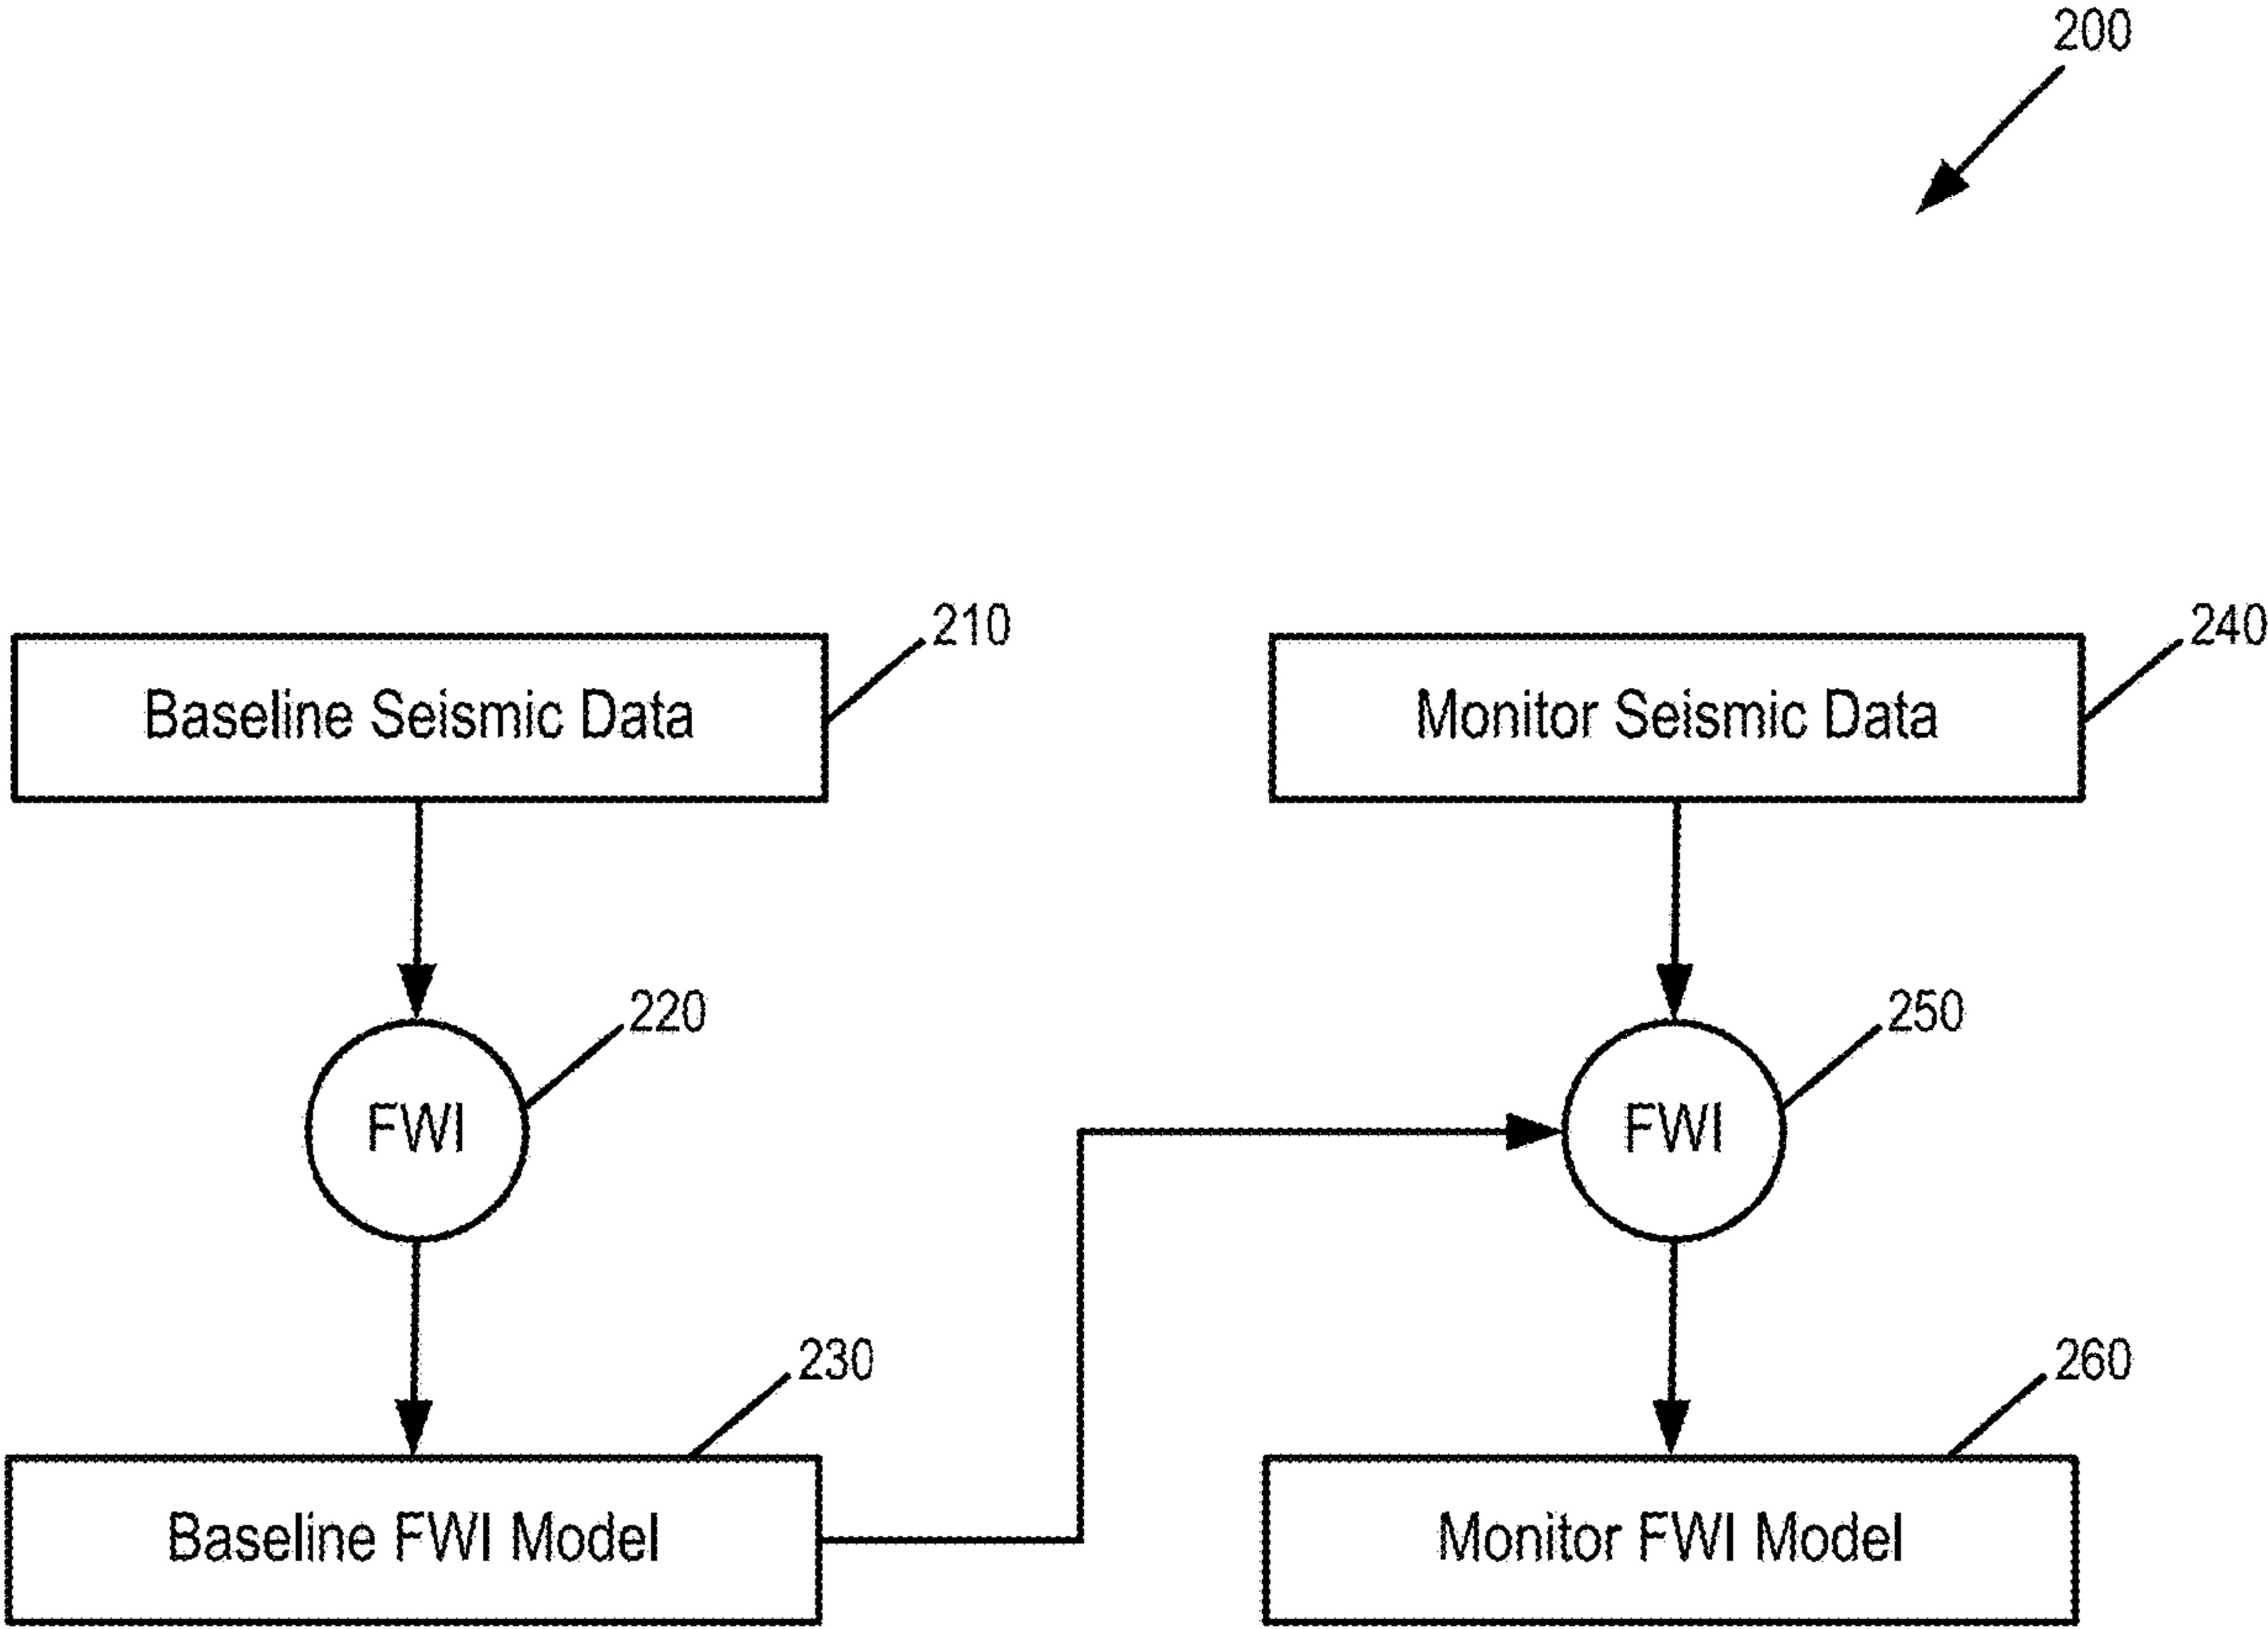 200
210
240
Baseline Seismic Data
Monitor Seismic Data
220
250
FWI
FWI
230
260
Baseline FWI Model
Monitor FWI Model